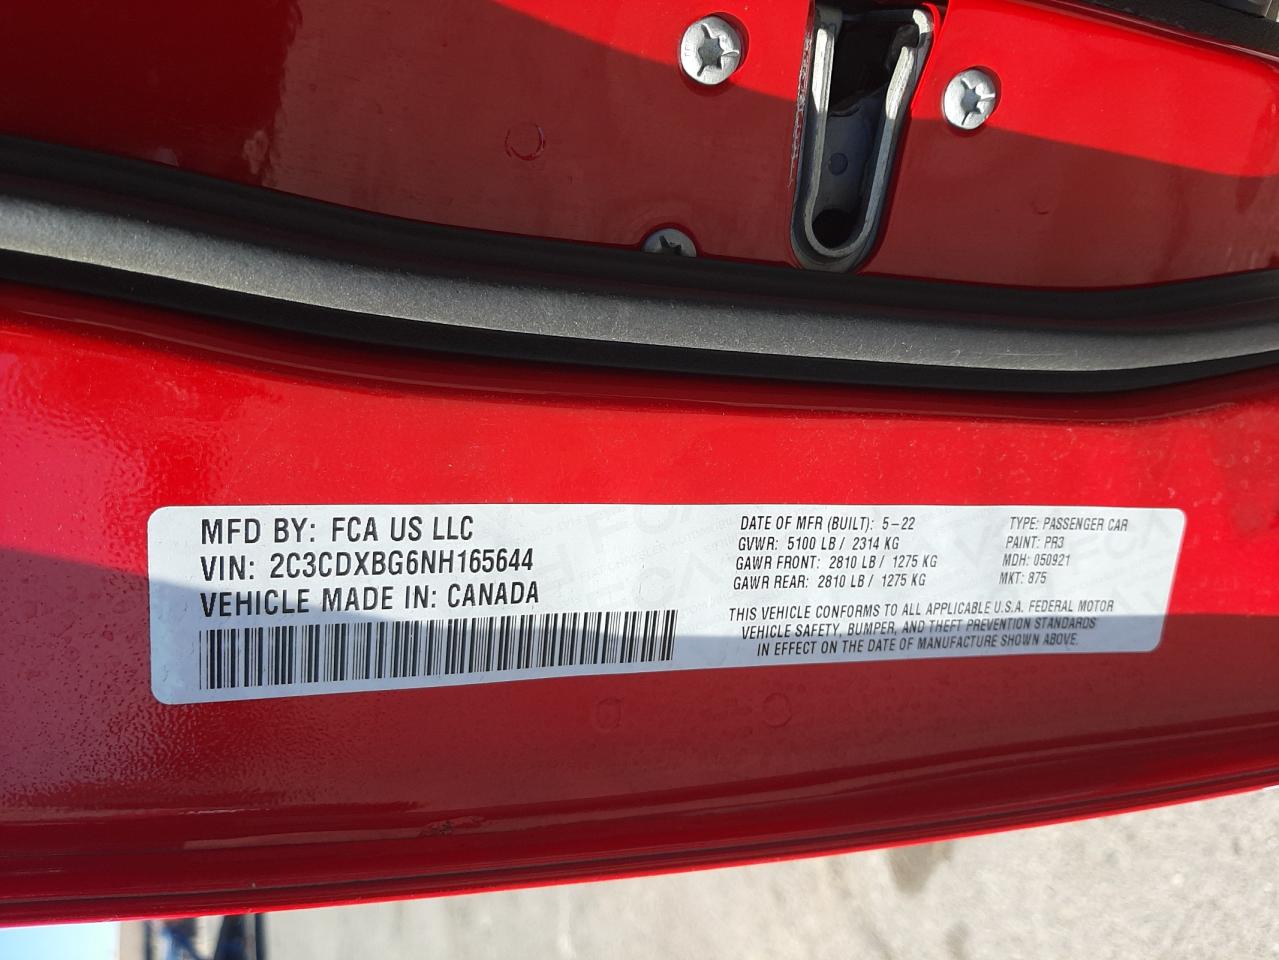 MFD BY: FCA US LLC
VIN: 2C3CDXBG6NH165644
VEHICLE MADE IN: CANADA
DATE OF MFR (BUILT): 5-22
GVWR: 5100 LB / 2314 KG
GAWR FRONT: 2810 LB / 1275 KG
GAWR REAR: 2810 LB / 1275 KG
TYPE: PASSENGER CAR
PAINT: PR3
MDH: 050921
MKT: 875
THIS VEHICLE CONFORMS TO ALL APPLICABLE U.S.A. FEDERAL MOTOR
VEHICLE SAFETY, BUMPER, AND THEFT PREVENTION STANDARDS
IN EFFECT ON THE DATE OF MANUFACTURE SHOWN ABOVE.